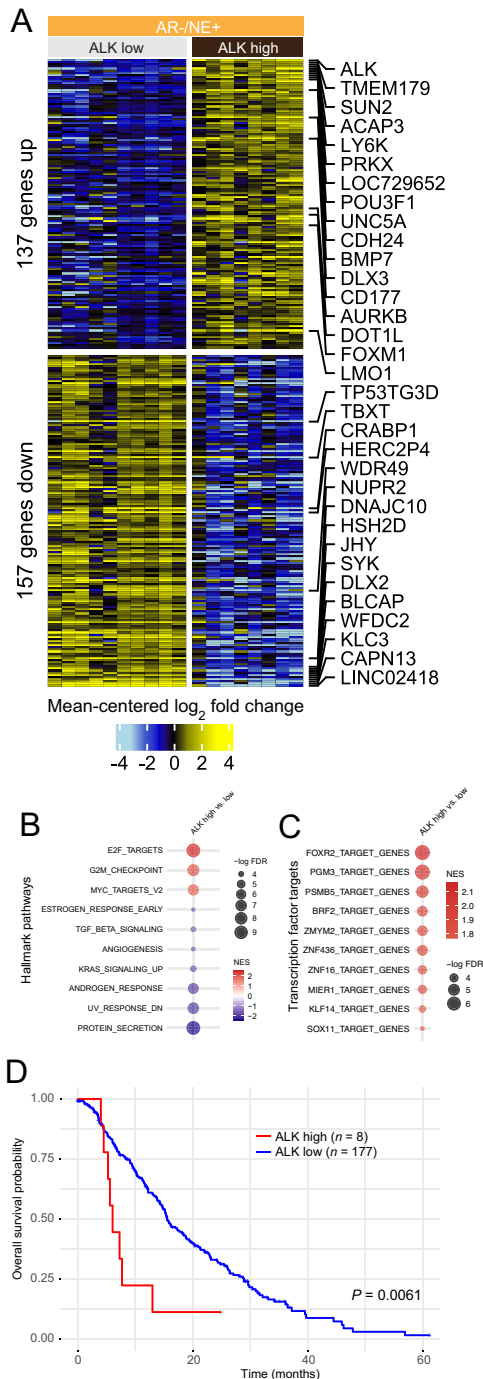 A
AR-/NE+
ALK low
ALK high
137 genes up
157 genes down
ALK
TMEM179
SUN2
ACAP3
LY6K
PRKX
LOC729652
POU3F1
UNC5A
CDH24
BMP7
DLX3
CD177
AURKB
DOT1L
FOXM1
LMO1
TP53TG3D
TBXT
CRABP1
HERC2P4
WDR49
NUPR2
DNAJC10
HSH2D
JHY
SYK
DLX2
BLCAP
WFDC2
KLC3
CAPN13
LINC02418
Mean-centered log2 fold change
-4 -2 0 2 4
B
ALK high vs. low
Hallmark pathways
E2F_TARGETS
G2M_CHECKPOINT
MYC_TARGETS_V2
ESTROGEN_RESPONSE_EARLY
TGF_BETA_SIGNALING
ANGIOGENESIS
KRAS_SIGNALING_UP
ANDROGEN_RESPONSE
UV_RESPONSE_DN
PROTEIN_SECRETION
−log FDR
4
5
6
7
8
9
NES
2
1
0
−1
−2
C
ALK high vs. low
Transcription factor targets
FOXR2_TARGET_GENES
PGM3_TARGET_GENES
PSMB5_TARGET_GENES
BRF2_TARGET_GENES
ZMYM2_TARGET_GENES
ZNF436_TARGET_GENES
ZNF16_TARGET_GENES
MIER1_TARGET_GENES
KLF14_TARGET_GENES
SOX11_TARGET_GENES
NES
2.1
2.0
1.9
1.8
−log FDR
4
5
6
D
Overall survival probability
1.00
0.75
0.50
0.25
0.00
ALK high (n = 8)
ALK low (n = 177)
P = 0.0061
0 20 40 60
Time (months)